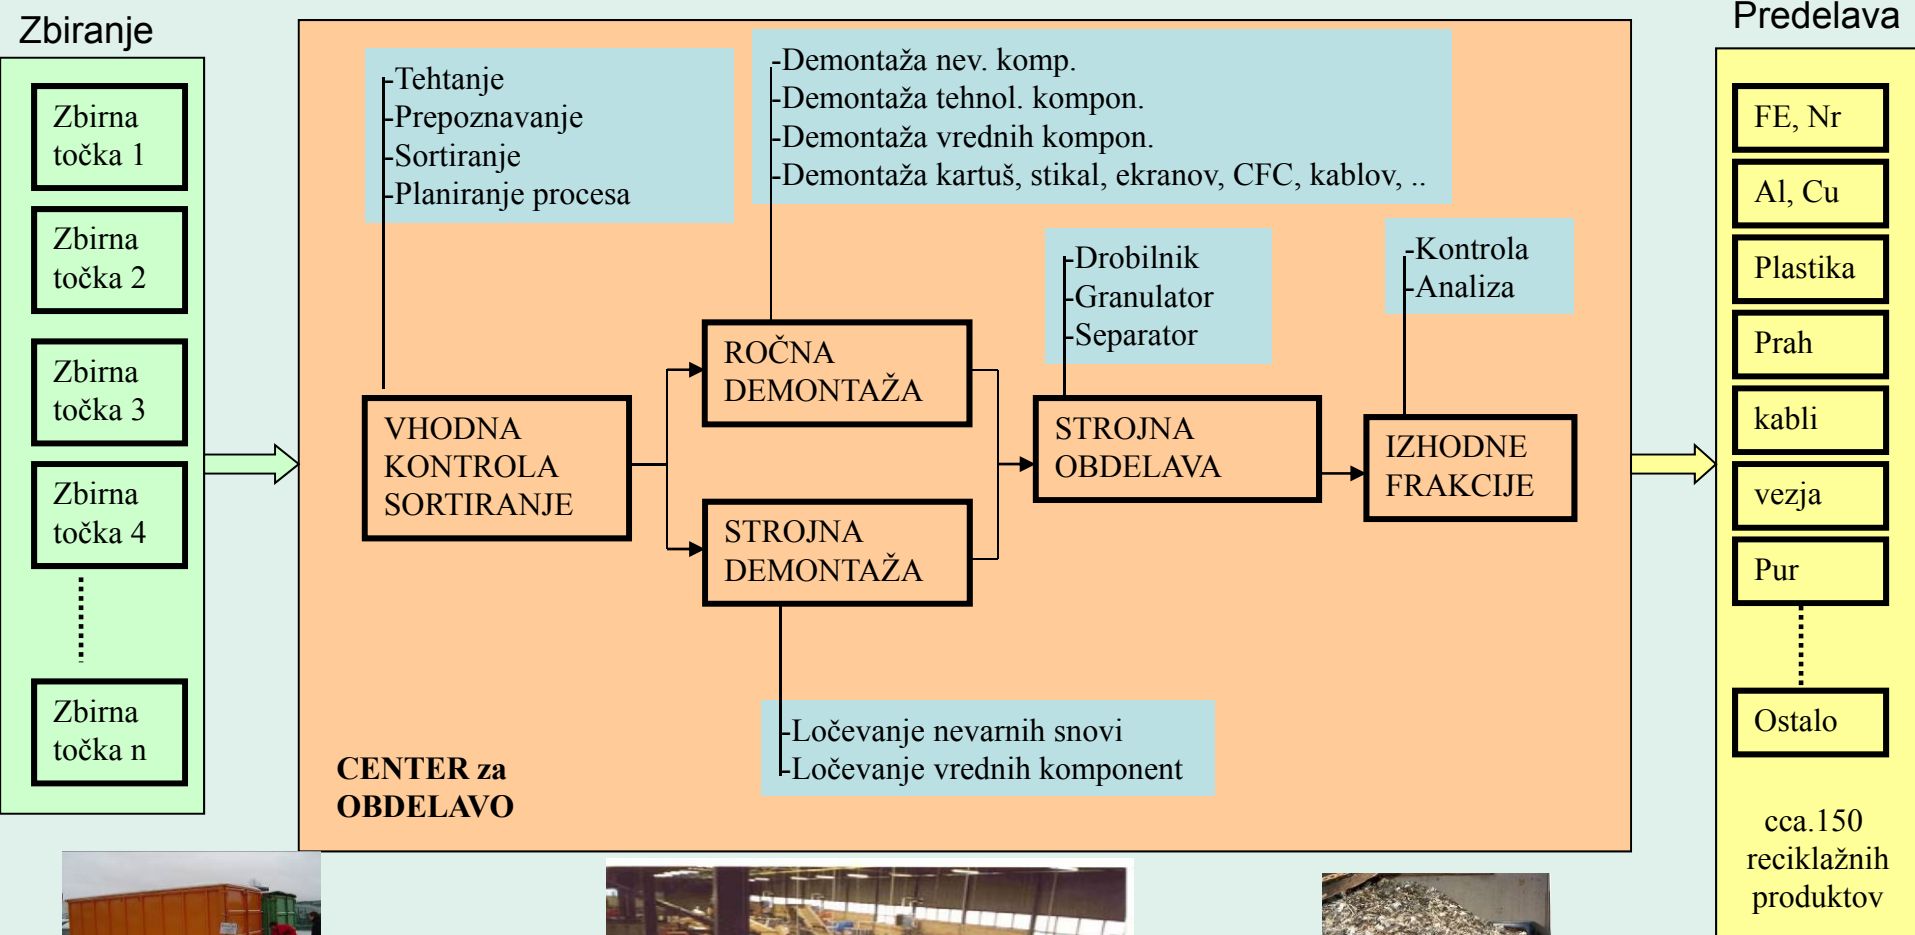 Zbiranje
Zbirna
točka 1
Zbirna
točka 2
Zbirna
točka 3
Zbirna
točka 4
Zbirna
točka n
-Tehtanje
-Prepoznavanje
-Sortiranje
-Planiranje procesa
-Demontaža nev. komp.
-Demontaža tehnol. kompon.
-Demontaža vrednih kompon.
-Demontaža kartuš, stikal, ekranov, CFC, kablov, ..
-Drobilnik
-Granulator
-Separator
-Kontrola
-Analiza
VHODNA
KONTROLA
SORTIRANJE
ROČNA
DEMONTAŽA
STROJNA
DEMONTAŽA
STROJNA
OBDELAVA
IZHODNE
FRAKCIJE
-Ločevanje nevarnih snovi
-Ločevanje vrednih komponent
CENTER za
OBDELAVO
Predelava
FE, Nr
Al, Cu
Plastika
Prah
kabli
vezja
Pur
Ostalo
cca.150
reciklažnih
produktov